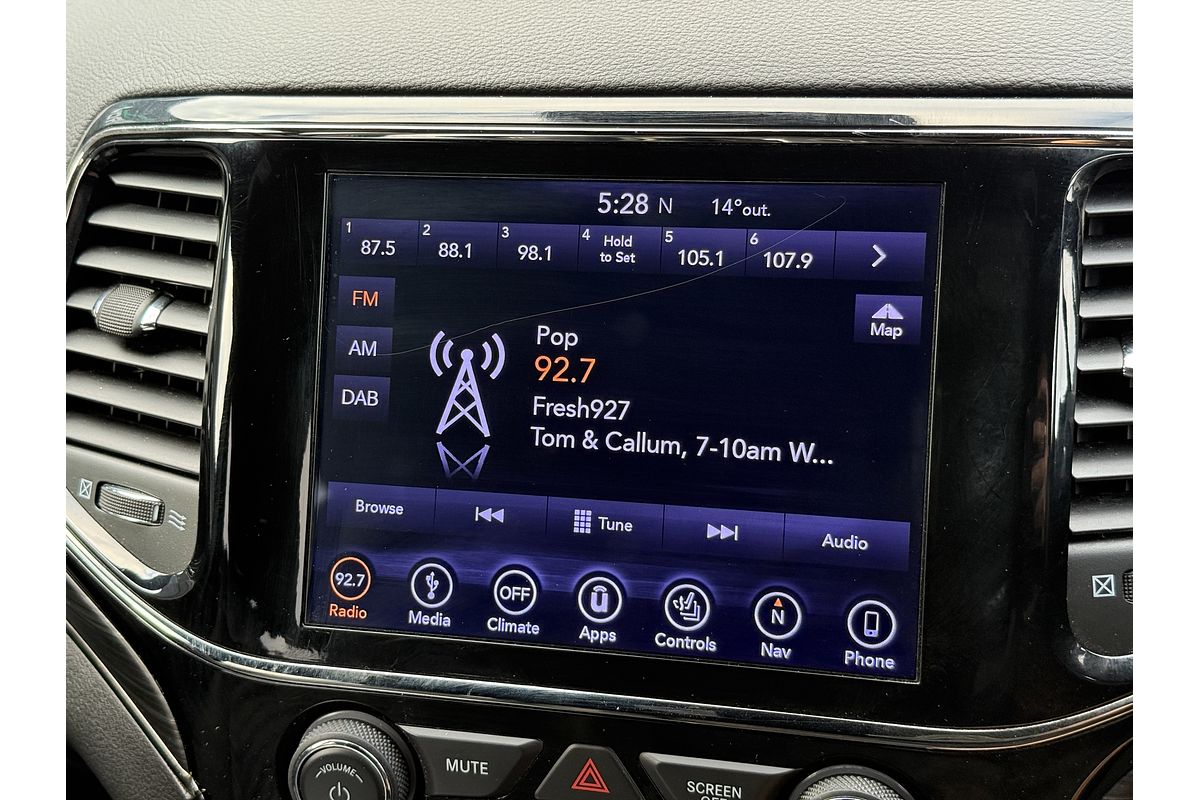 5:28 N 14°out.
1 87.5
2 88.1
3 98.1
4 Hold
to Set
5 105.1
6 107.9
FM
AM
DAB
Map
Pop
92.7
Fresh927
Tom & Callum, 7-10am W...
Browse
Tune
Audio
92.7
Radio
Media
OFF
Climate
Apps
Controls
N
Nav
Phone
VOLUME
MUTE
SCREEN
OFF